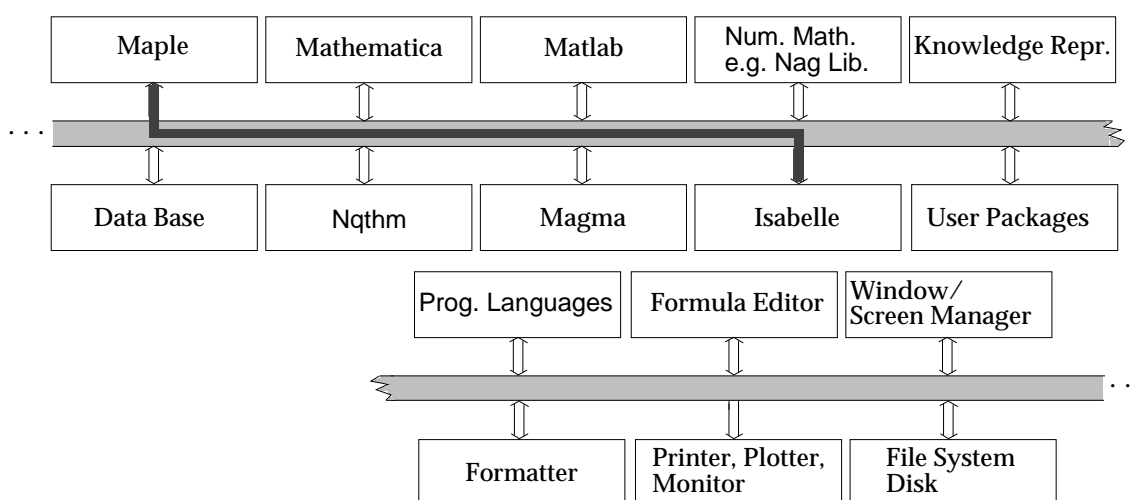 Maple
Mathematica
Matlab
Num. Math.
e.g. Nag Lib.
Knowledge Repr.
. . .
Data Base
Nqthm
Magma
Isabelle
User Packages
Prog. Languages
Formula Editor
Window/
Screen Manager
. .
Formatter
Printer, Plotter,
Monitor
File System
Disk